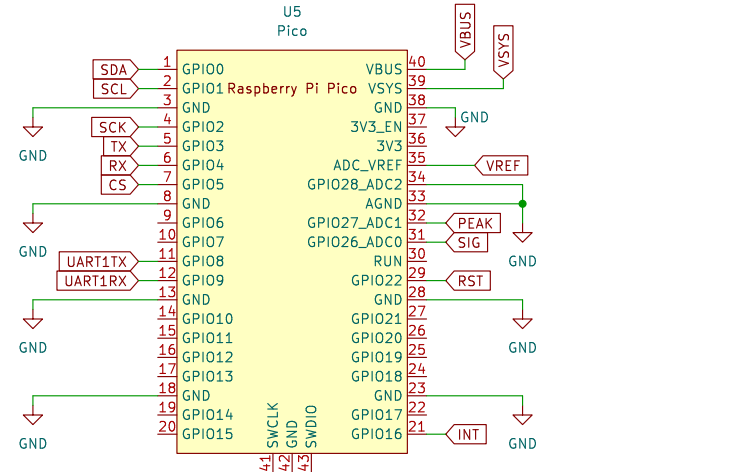 U5
Pico
VBUS
VSYS
SDA 1 GPIO0 VBUS 40
SCL 2 GPIO1 Raspberry Pi Pico VSYS 39
3 GND GND 38 GND
GND
SCK 4 GPIO2 3V3_EN 37
TX 5 GPIO3 3V3 36
RX 6 GPIO4 ADC_VREF 35 VREF
CS 7 GPIO5 GPIO28_ADC2 34
8 GND AGND 33
GND
9 GPIO6 GPIO27_ADC1 32 PEAK
10 GPIO7 GPIO26_ADC0 31 SIG
UART1TX 11 GPIO8 RUN 30
GND
UART1RX 12 GPIO9 GPIO22 29 RST
13 GND GND 28
14 GPIO10 GPIO21 27
15 GPIO11 GPIO20 26
GND GND
16 GPIO12 GPIO19 25
17 GPIO13 GPIO18 24
18 GND GND 23
19 GPIO14 GPIO17 22
20 GPIO15 GPIO16 21 INT
GND GND
SWCLK GND SWDIO
41 42 43